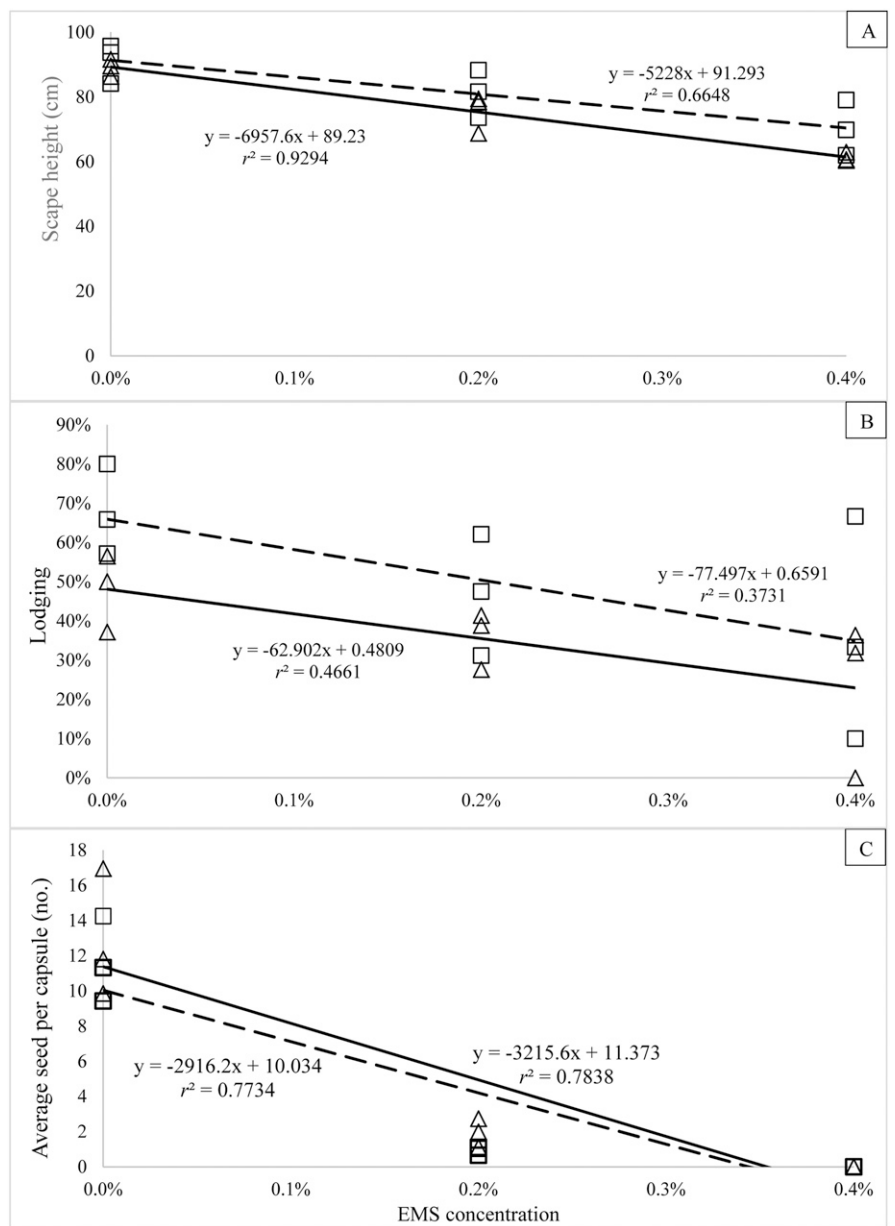 A
100
80
60
40
20
0
Scape height (cm)
y = -5228x + 91.293
r² = 0.6648
y = -6957.6x + 89.23
r² = 0.9294
0.0% 0.1% 0.2% 0.3% 0.4%
B
90%
80%
70%
60%
50%
40%
30%
20%
10%
0%
Lodging
y = -77.497x + 0.6591
r² = 0.3731
y = -62.902x + 0.4809
r² = 0.4661
0.0% 0.1% 0.2% 0.3% 0.4%
C
18
16
14
12
10
8
6
4
2
0
Average seed per capsule (no.)
y = -3215.6x + 11.373
r² = 0.7838
y = -2916.2x + 10.034
r² = 0.7734
0.0% 0.1% 0.2% 0.3% 0.4%
EMS concentration